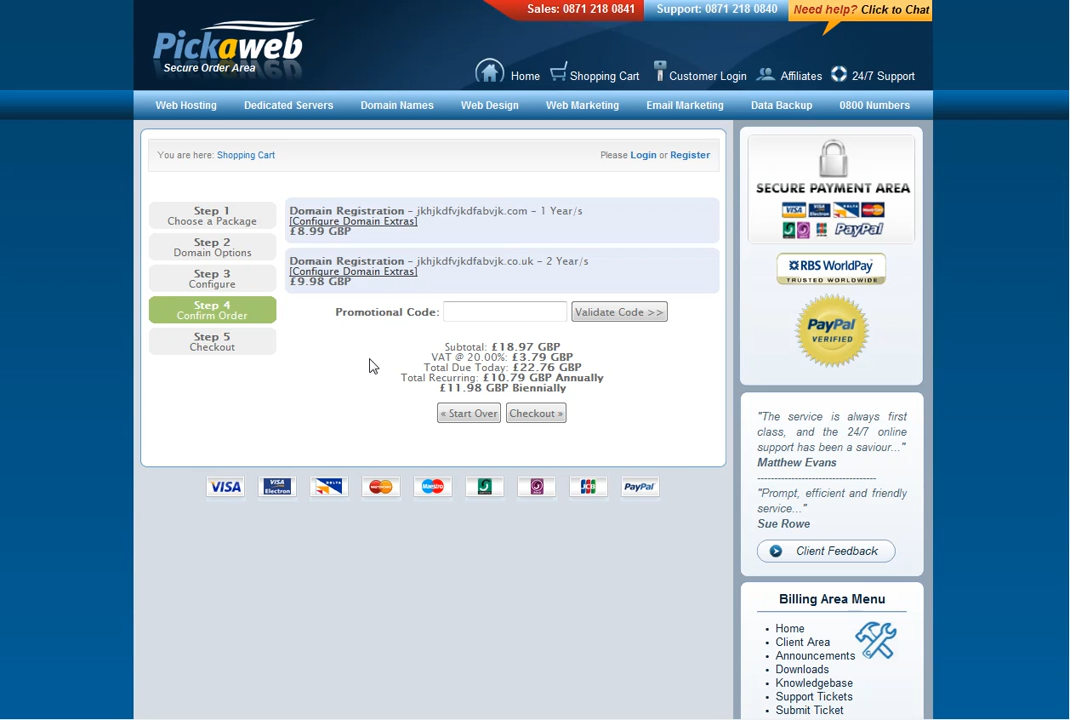 Sales: 0871 218 0841
Support: 0871 218 0840
Need help? Click to Chat
Pickaweb
Secure Order Area
Home
Shopping Cart
Customer Login
Affiliates
24/7 Support
Web Hosting
Dedicated Servers
Domain Names
Web Design
Web Marketing
Email Marketing
Data Backup
0800 Numbers
You are here: Shopping Cart
Please Login or Register
Step 1
Choose a Package
Step 2
Domain Options
Step 3
Configure
Step 4
Confirm Order
Step 5
Checkout
Domain Registration - jkhjkdfvjkdfabvjk.com - 1 Year/s
[Configure Domain Extras]
£8.99 GBP
Domain Registration - jkhjkdfvjkdfabvjk.co.uk - 2 Year/s
[Configure Domain Extras]
£9.98 GBP
Promotional Code:
Validate Code >>
Subtotal: £18.97 GBP
VAT @ 20.00%: £3.79 GBP
Total Due Today: £22.76 GBP
Total Recurring: £10.79 GBP Annually
£11.98 GBP Biennially
« Start Over
Checkout »
VISA
VISA Electron
DELTA
MasterCard
Maestro
JCB
PayPal
SECURE PAYMENT AREA
VISA
PayPal
RBS WorldPay
TRUSTED WORLDWIDE
PayPal
VERIFIED
"The service is always first
class, and the 24/7 online
support has been a saviour..."
Matthew Evans
------------------------------------
"Prompt, efficient and friendly
service..."
Sue Rowe
Client Feedback
Billing Area Menu
Home
Client Area
Announcements
Downloads
Knowledgebase
Support Tickets
Submit Ticket